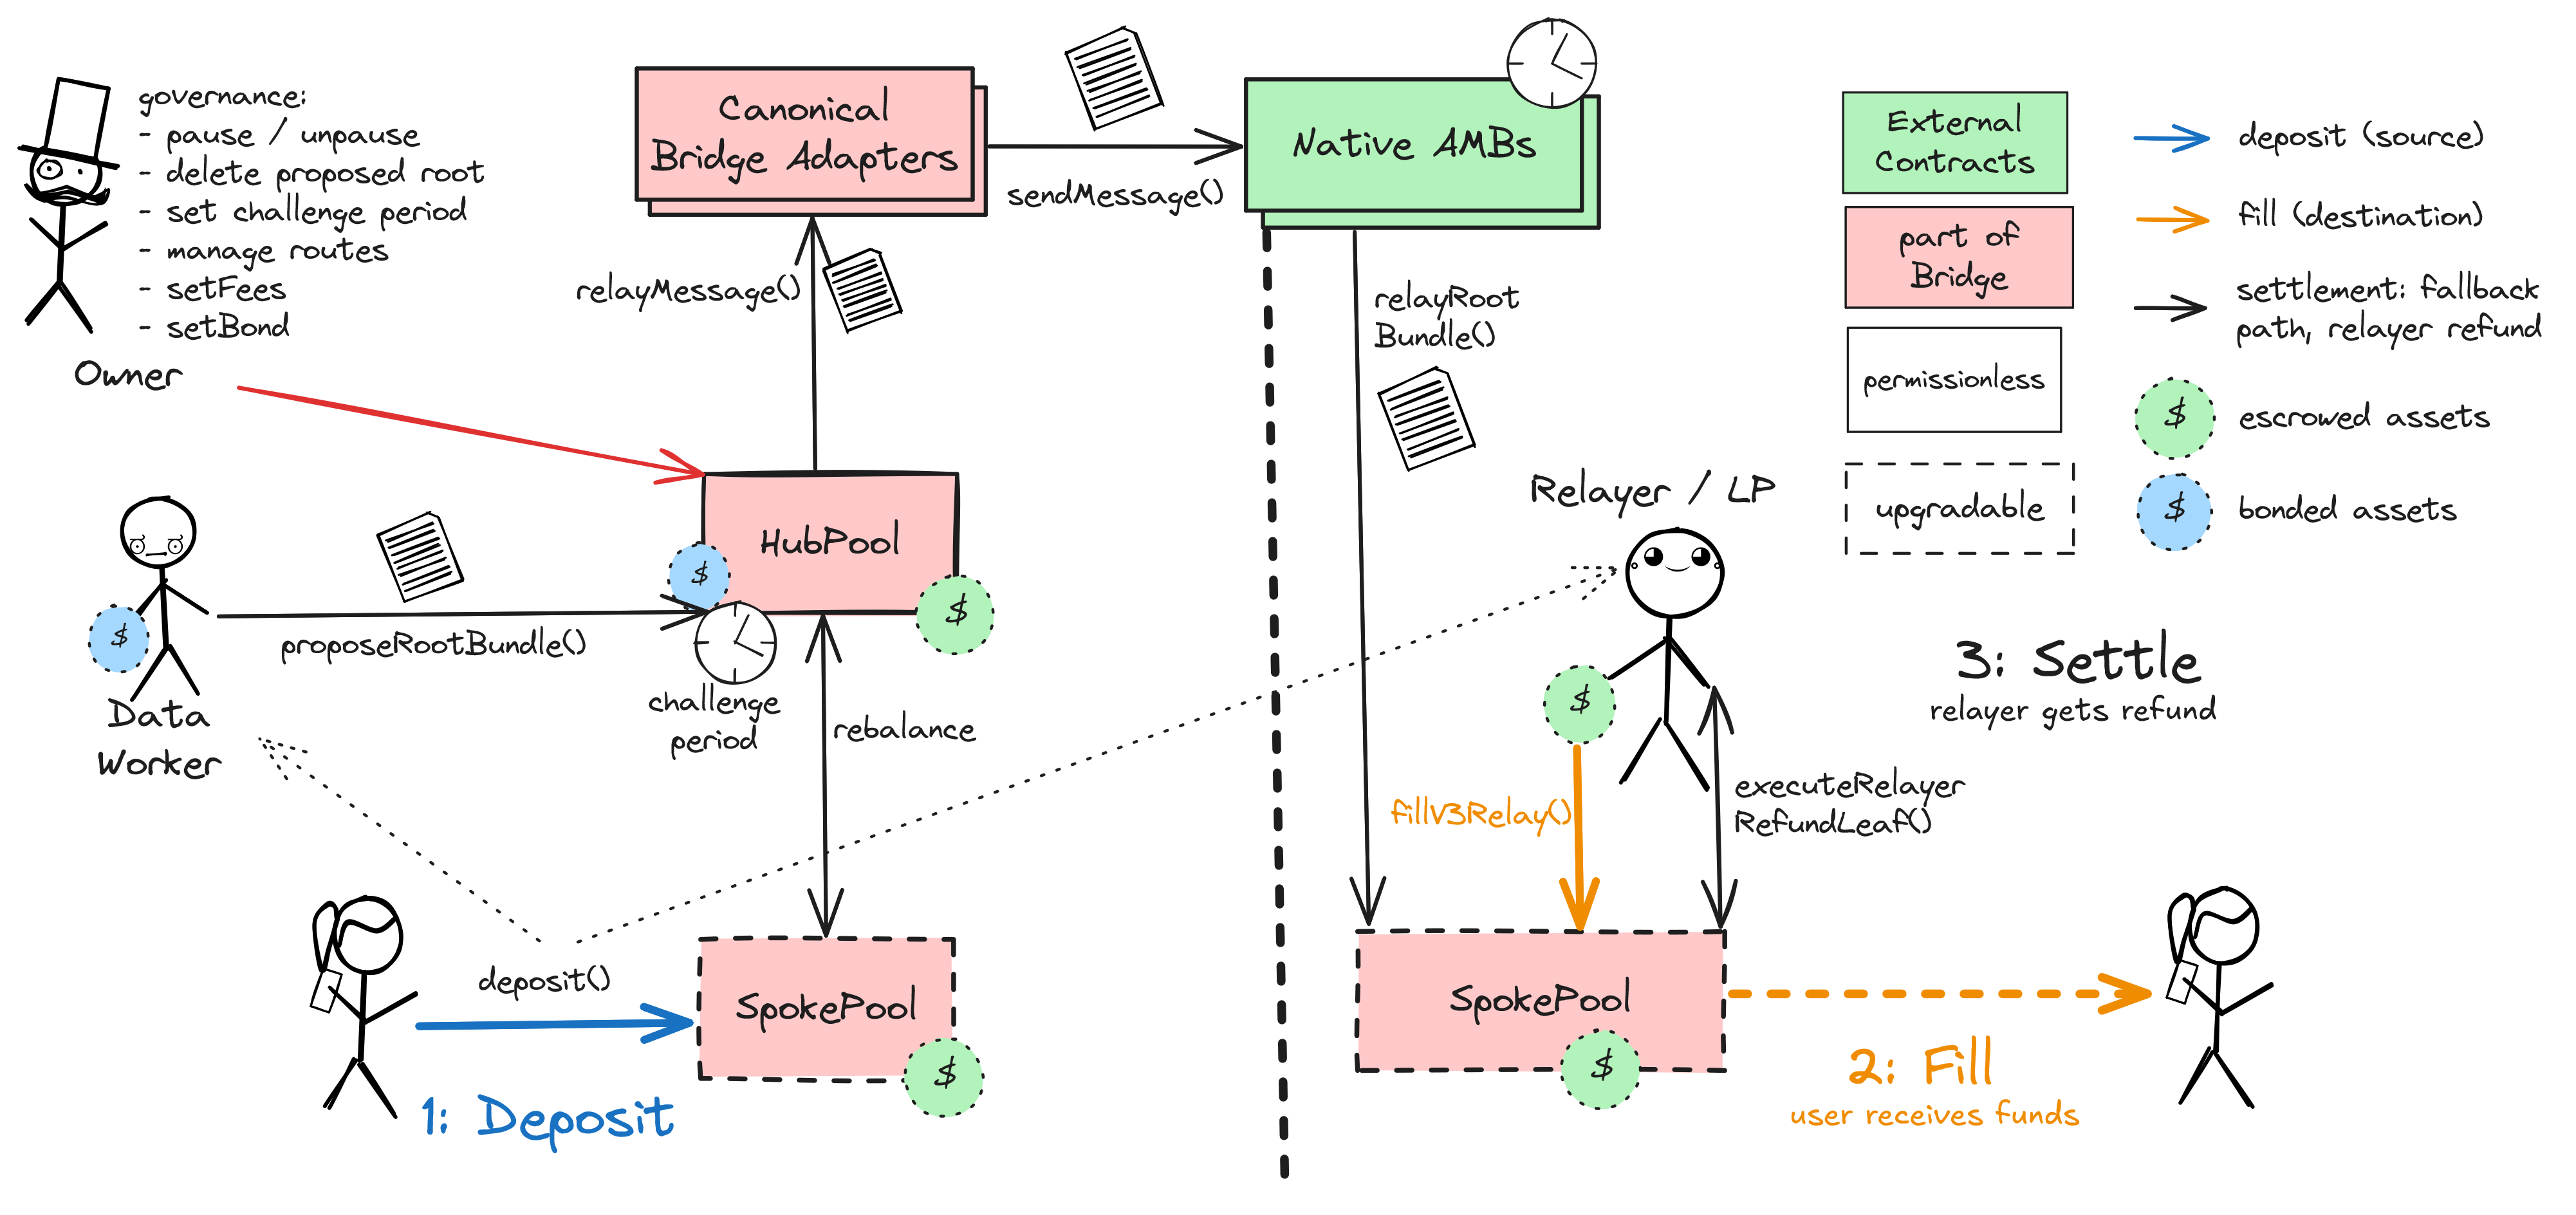 governance:
- pause / unpause
- delete proposed root
- set challenge period
- manage routes
- setFees
- setBond
Owner
Canonical
Bridge Adapters
sendMessage()
Native AMBs
relayMessage()
relayRoot
Bundle()
HubPool
$
$
proposeRootBundle()
challenge
period
rebalance
$
Data
Worker
deposit()
SpokePool
$
1: Deposit
Relayer / LP
$
fillV3Relay()
executeRelayer
RefundLeaf()
SpokePool
$
2: Fill
user receives funds
3: Settle
relayer gets refund
External
Contracts
part of
Bridge
permissionless
upgradable
deposit (source)
fill (destination)
settlement: fallback
path, relayer refund
$
escrowed assets
$
bonded assets